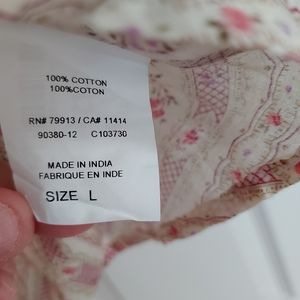 100% COTTON
100%COTON
RN# 79913 / CA# 11414
90380-12 C103730
MADE IN INDIA
FABRIQUE EN INDE
SIZE L